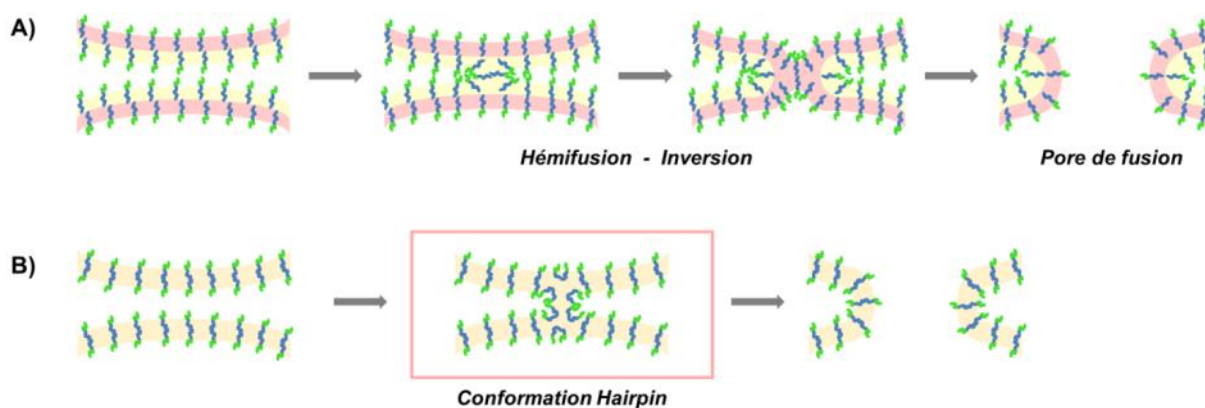 A)
Hémifusion - Inversion
Pore de fusion
B)
Conformation Hairpin